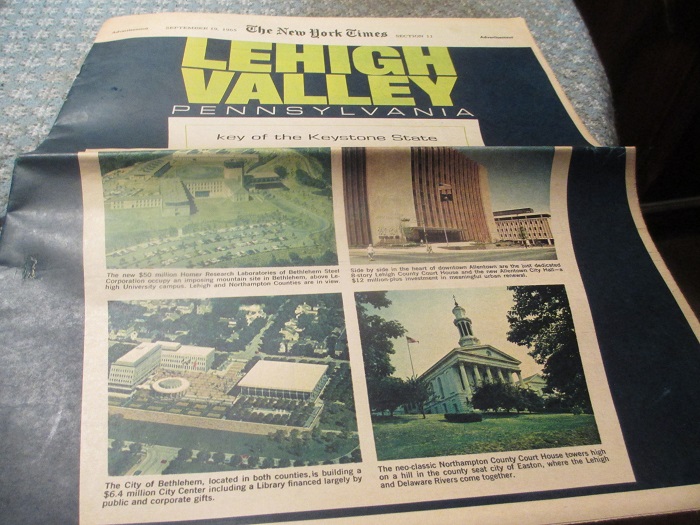 Advertisement
SEPTEMBER 19, 1965
The New York Times
SECTION 11
Advertisement
LEHIGH
VALLEY
PENNSYLVANIA
key of the Keystone State
The new $50 million Homer Research Laboratories of Bethlehem Steel
Corporation occupy an imposing mountain site in Bethlehem, above Le-
high University campus. Lehigh and Northampton Counties are in view.
Side by side in the heart of downtown Allentown are the just dedicated
8-story Lehigh County Court House and the new Allentown City Hall—a
$12 million-plus investment in meaningful urban renewal.
The City of Bethlehem, located in both counties, is building a
$6.4 million City Center including a Library financed largely by
public and corporate gifts.
The neo-classic Northampton County Court House towers high
on a hill in the county seat city of Easton, where the Lehigh
and Delaware Rivers come together.